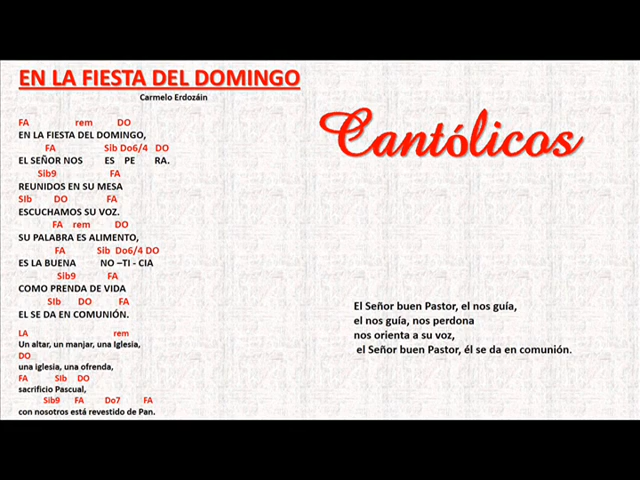 EN LA FIESTA DEL DOMINGO
Carmelo Erdozáin
FA rem DO
EN LA FIESTA DEL DOMINGO,
FA Sib Do6/4 DO
EL SEÑOR NOS ES PE RA.
Sib9 FA
REUNIDOS EN SU MESA
SIb DO FA
ESCUCHAMOS SU VOZ.
FA rem DO
SU PALABRA ES ALIMENTO,
FA Sib Do6/4 DO
ES LA BUENA NO –TI - CIA
Sib9 FA
COMO PRENDA DE VIDA
SIb DO FA
EL SE DA EN COMUNIÓN.
LA rem
Un altar, un manjar, una Iglesia,
DO
una iglesia, una ofrenda,
FA SIb DO
sacrificio Pascual,
Sib9 FA Do7 FA
con nosotros está revestido de Pan.
Cantólicos
El Señor buen Pastor, el nos guía,
el nos guía, nos perdona
nos orienta a su voz,
el Señor buen Pastor, él se da en comunión.